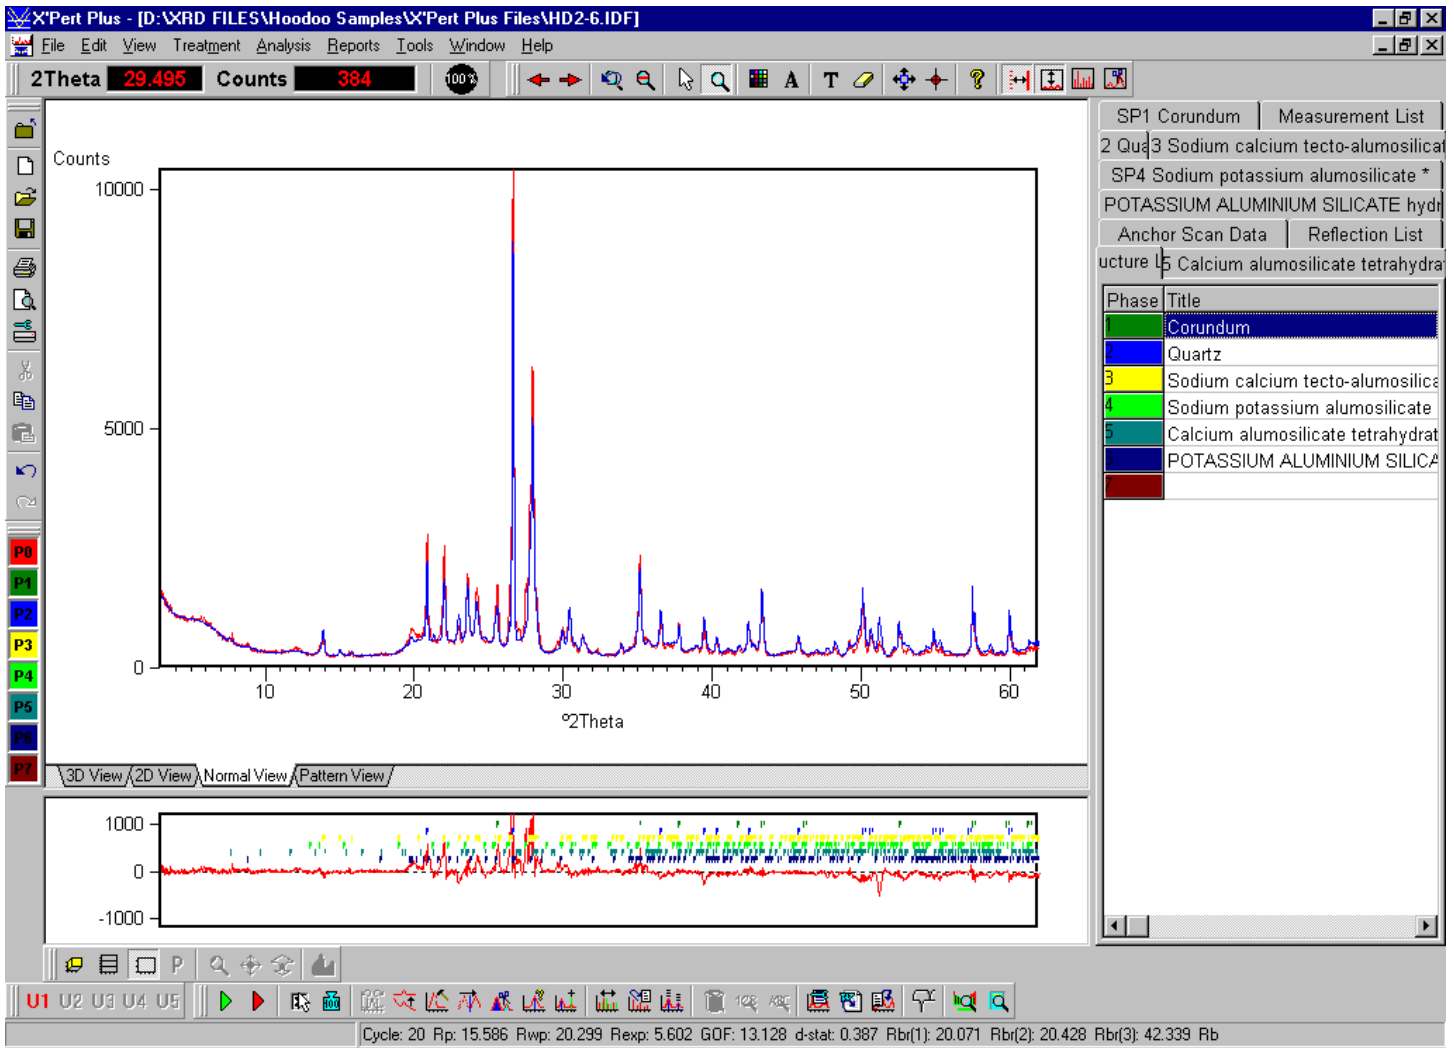 X'Pert Plus - [D:\XRD FILES\Hoodoo Samples\X'Pert Plus Files\HD2-6.IDF]
File Edit View Treatment Analysis Reports Tools Window Help
2Theta 29.495 Counts 384 100% A T ?
SP1 Corundum Measurement List
2 Qua 3 Sodium calcium tecto-alumosilicat
SP4 Sodium potassium alumosilicate *
POTASSIUM ALUMINIUM SILICATE hydr
Anchor Scan Data Reflection List
ucture L 5 Calcium alumosilicate tetrahydra
Phase Title
1 Corundum
2 Quartz
3 Sodium calcium tecto-alumosilica
4 Sodium potassium alumosilicate
5 Calcium alumosilicate tetrahydrat
6 POTASSIUM ALUMINIUM SILICA
7
Counts
10000
5000
0
10 20 30 40 50 60
°2Theta
P0
P1
P2
P3
P4
P5
P6
P7
3D View 2D View Normal View Pattern View
1000
0
-1000
P
U1 U2 U3 U4 U5
Cycle: 20 Rp: 15.586 Rwp: 20.299 Rexp: 5.602 GOF: 13.128 d-stat: 0.387 Rbr(1): 20.071 Rbr(2): 20.428 Rbr(3): 42.339 Rb